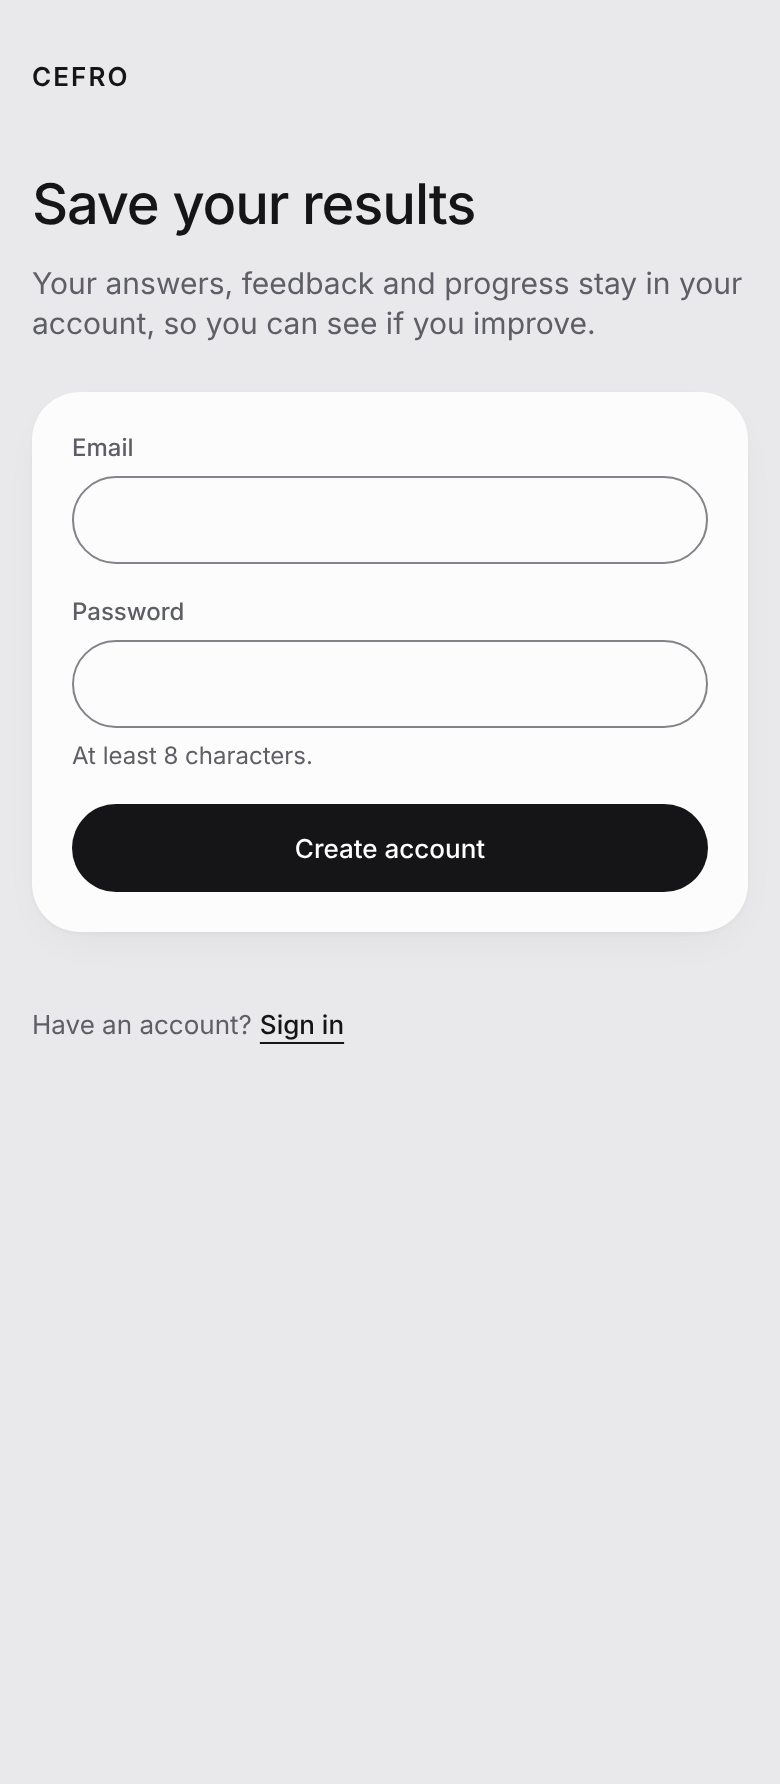 CEFRO
Save your results
Your answers, feedback and progress stay in your
account, so you can see if you improve.
Email
Password
At least 8 characters.
Create account
Have an account? Sign in